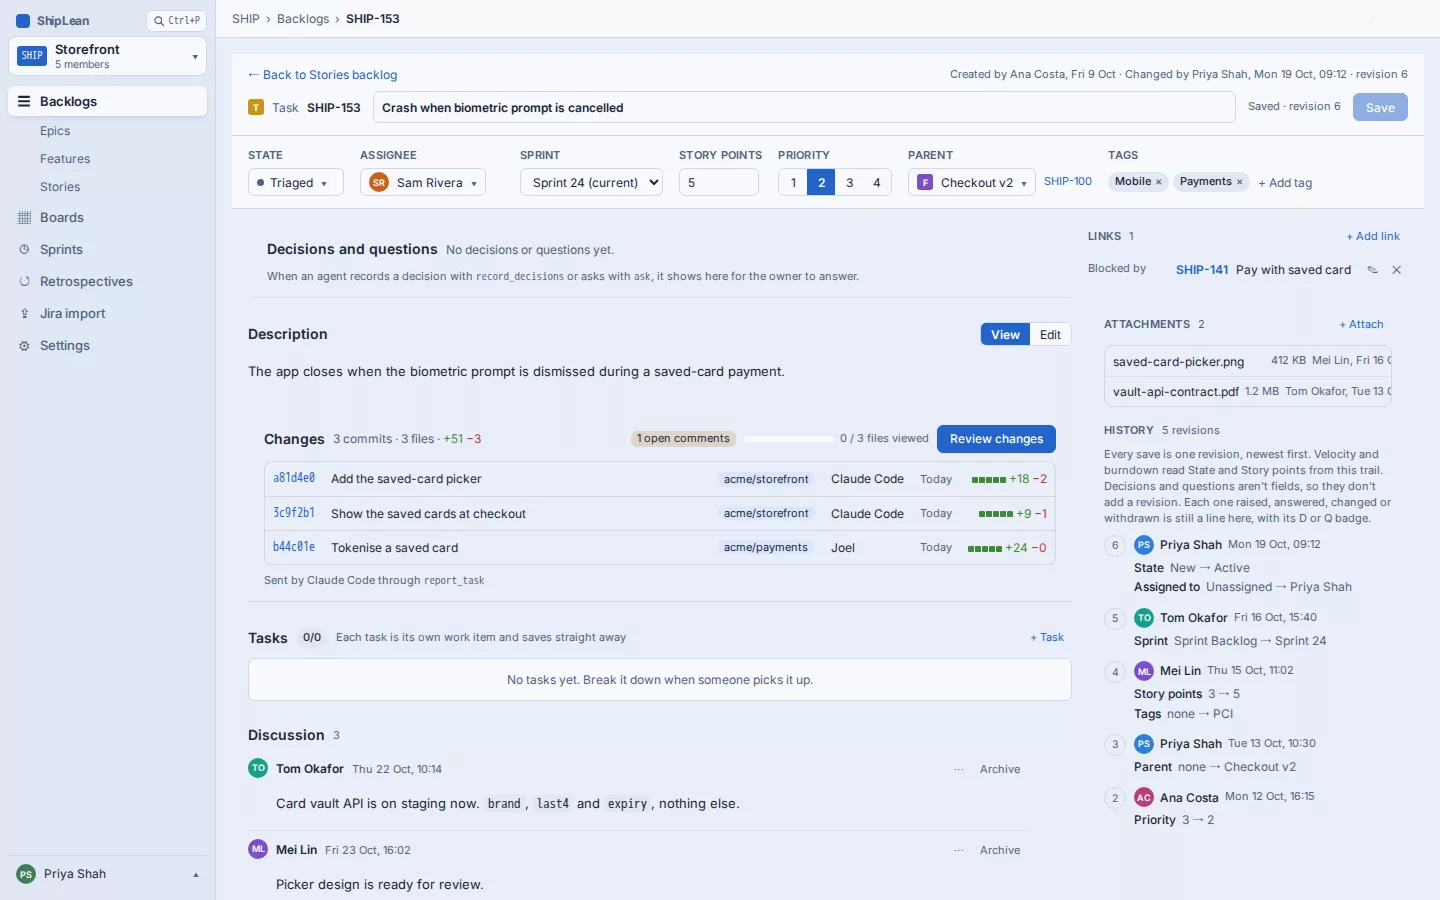 ShipLean Ctrl+P
SHIP Storefront
5 members
Backlogs
Epics
Features
Stories
Boards
Sprints
Retrospectives
Jira import
Settings
PS Priya Shah
SHIP › Backlogs › SHIP-153
← Back to Stories backlog
Created by Ana Costa, Fri 9 Oct · Changed by Priya Shah, Mon 19 Oct, 09:12 · revision 6
T Task SHIP-153 Crash when biometric prompt is cancelled Saved · revision 6 Save
STATE ASSIGNEE SPRINT STORY POINTS PRIORITY PARENT TAGS
Triaged SR Sam Rivera Sprint 24 (current) 5 1 2 3 4 F Checkout v2 SHIP-100 Mobile × Payments × + Add tag
Decisions and questions No decisions or questions yet.
When an agent records a decision with record_decisions or asks with ask, it shows here for the owner to answer.
Description View Edit
The app closes when the biometric prompt is dismissed during a saved-card payment.
Changes 3 commits · 3 files · +51 −3 1 open comments 0 / 3 files viewed Review changes
a81d4e0 Add the saved-card picker acme/storefront Claude Code Today +18 −2
3c9f2b1 Show the saved cards at checkout acme/storefront Claude Code Today +9 −1
b44c01e Tokenise a saved card acme/payments Joel Today +24 −0
Sent by Claude Code through report_task
Tasks 0/0 Each task is its own work item and saves straight away + Task
No tasks yet. Break it down when someone picks it up.
Discussion 3
TO Tom Okafor Thu 22 Oct, 10:14 ··· Archive
Card vault API is on staging now. brand, last4 and expiry, nothing else.
ML Mei Lin Fri 23 Oct, 16:02 ··· Archive
Picker design is ready for review.
LINKS 1 + Add link
Blocked by SHIP-141 Pay with saved card
ATTACHMENTS 2 + Attach
saved-card-picker.png 412 KB Mei Lin, Fri 16
vault-api-contract.pdf 1.2 MB Tom Okafor, Tue 13
HISTORY 5 revisions
Every save is one revision, newest first. Velocity and
burndown read State and Story points from this trail.
Decisions and questions aren't fields, so they don't
add a revision. Each one raised, answered, changed or
withdrawn is still a line here, with its D or Q badge.
6 PS Priya Shah Mon 19 Oct, 09:12
State New → Active
Assigned to Unassigned → Priya Shah
5 TO Tom Okafor Fri 16 Oct, 15:40
Sprint Sprint Backlog → Sprint 24
4 ML Mei Lin Thu 15 Oct, 11:02
Story points 3 → 5
Tags none → PCI
3 PS Priya Shah Tue 13 Oct, 10:30
Parent none → Checkout v2
2 AC Ana Costa Mon 12 Oct, 16:15
Priority 3 → 2